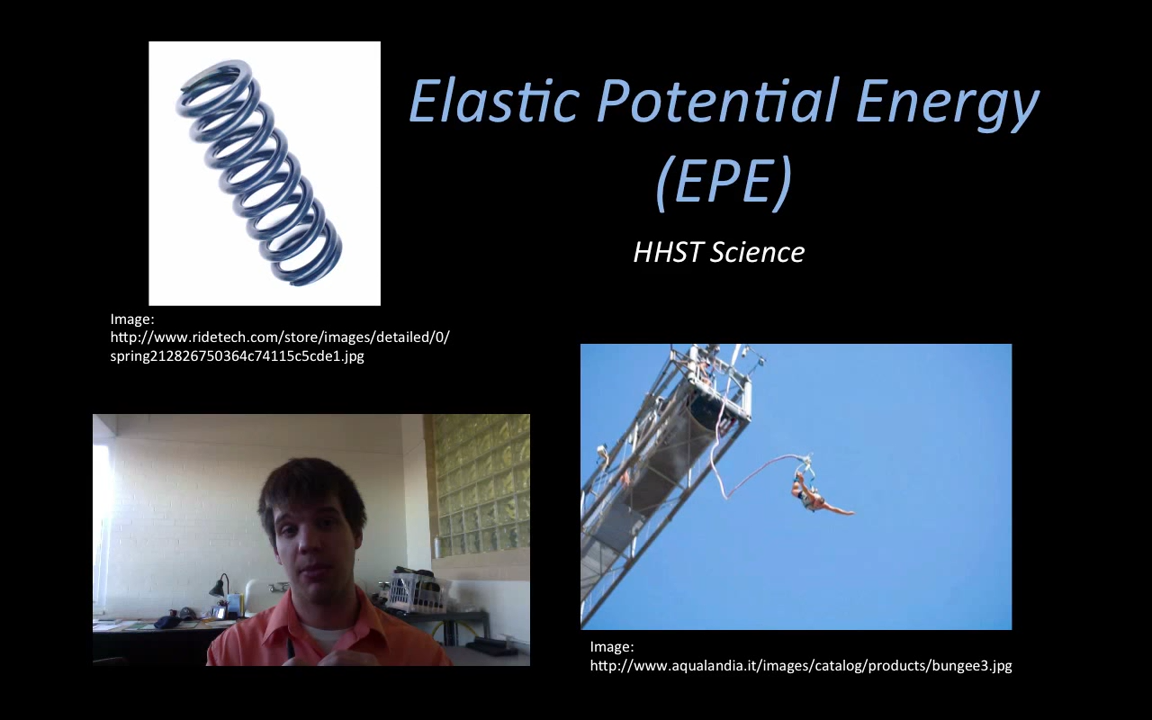 Elastic Potential Energy
(EPE)
HHST Science
Image:
http://www.ridetech.com/store/images/detailed/0/
spring212826750364c74115c5cde1.jpg
Image:
http://www.aqualandia.it/images/catalog/products/bungee3.jpg